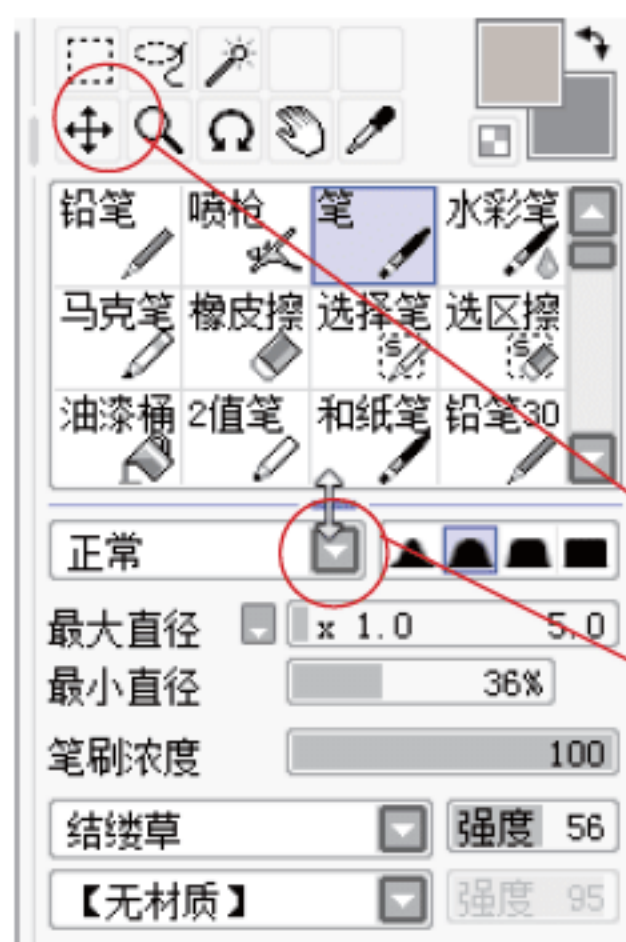 铅笔 喷枪 笔 水彩笔
马克笔 橡皮擦 选择笔 选区擦
油漆桶 2值笔 和纸笔 铅笔30
正常
最大直径 x 1.0 5.0
最小直径 36%
笔刷浓度 100
结缕草 强度 56
【无材质】 强度 95